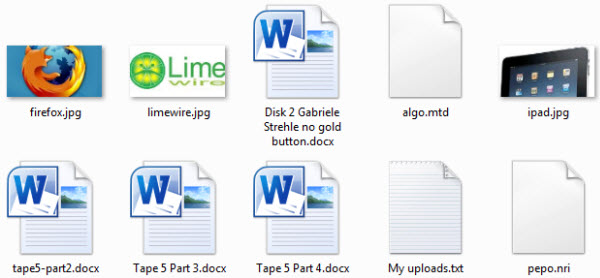 Lime
wire
W
firefox.jpg
limewire.jpg
Disk 2 Gabriele
Strehle no gold
button.docx
algo.mtd
ipad.jpg
W
W
W
tape5-part2.docx
Tape 5 Part 3.docx
Tape 5 Part 4.docx
My uploads.txt
pepo.nri